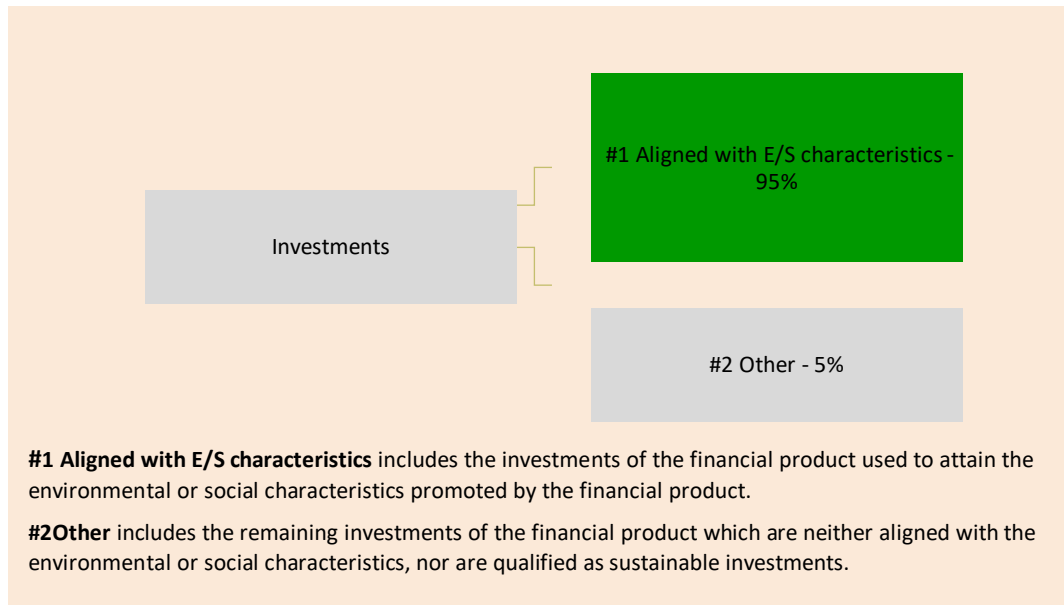 #1 Aligned with E/S characteristics -
95%
Investments
#2 Other - 5%
#1 Aligned with E/S characteristics includes the investments of the financial product used to attain the
environmental or social characteristics promoted by the financial product.
#2Other includes the remaining investments of the financial product which are neither aligned with the
environmental or social characteristics, nor are qualified as sustainable investments.